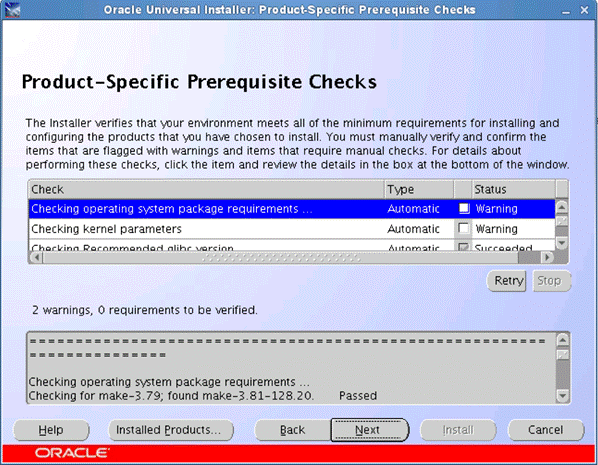 Oracle Universal Installer: Product-Specific Prerequisite Checks
Product-Specific Prerequisite Checks
The Installer verifies that your environment meets all of the minimum requirements for installing and
configuring the products that you have chosen to install. You must manually verify and confirm the
items that are flagged with warnings and items that require manual checks. For details about
performing these checks, click the item and review the details in the box at the bottom of the window.
Check Type Status
Checking operating system package requirements ... Automatic Warning
Checking kernel parameters Automatic Warning
Checking Recommended glibc version Automatic Succeeded
Retry Stop
2 warnings, 0 requirements to be verified.
===============================================================
================
Checking operating system package requirements ...
Checking for make-3.79; found make-3.81-128.20. Passed
Help Installed Products... Back Next Install Cancel
ORACLE